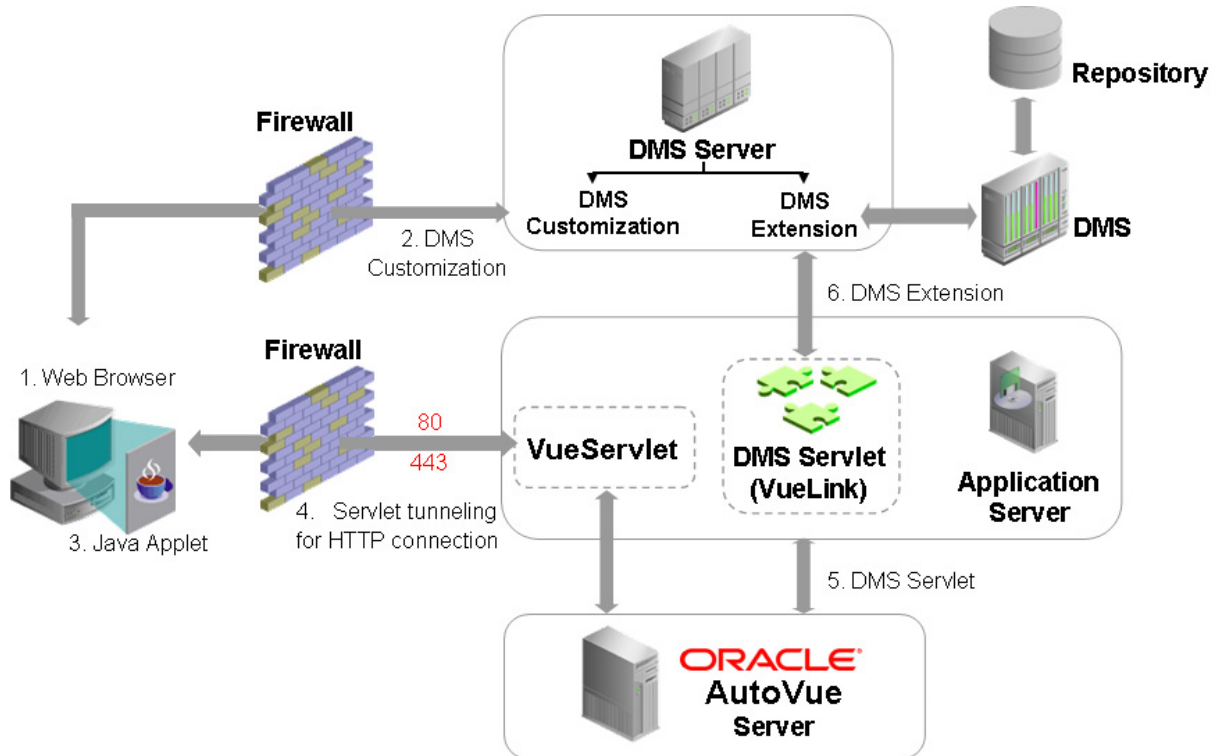 Repository
Firewall
DMS Server
DMS
Customization
DMS
Extension
DMS
2. DMS
Customization
6. DMS Extension
Firewall
1. Web Browser
80
443
VueServlet
DMS Servlet
(VueLink)
Application
Server
3. Java Applet
4. Servlet tunneling
for HTTP connection
5. DMS Servlet
ORACLE®
AutoVue
Server